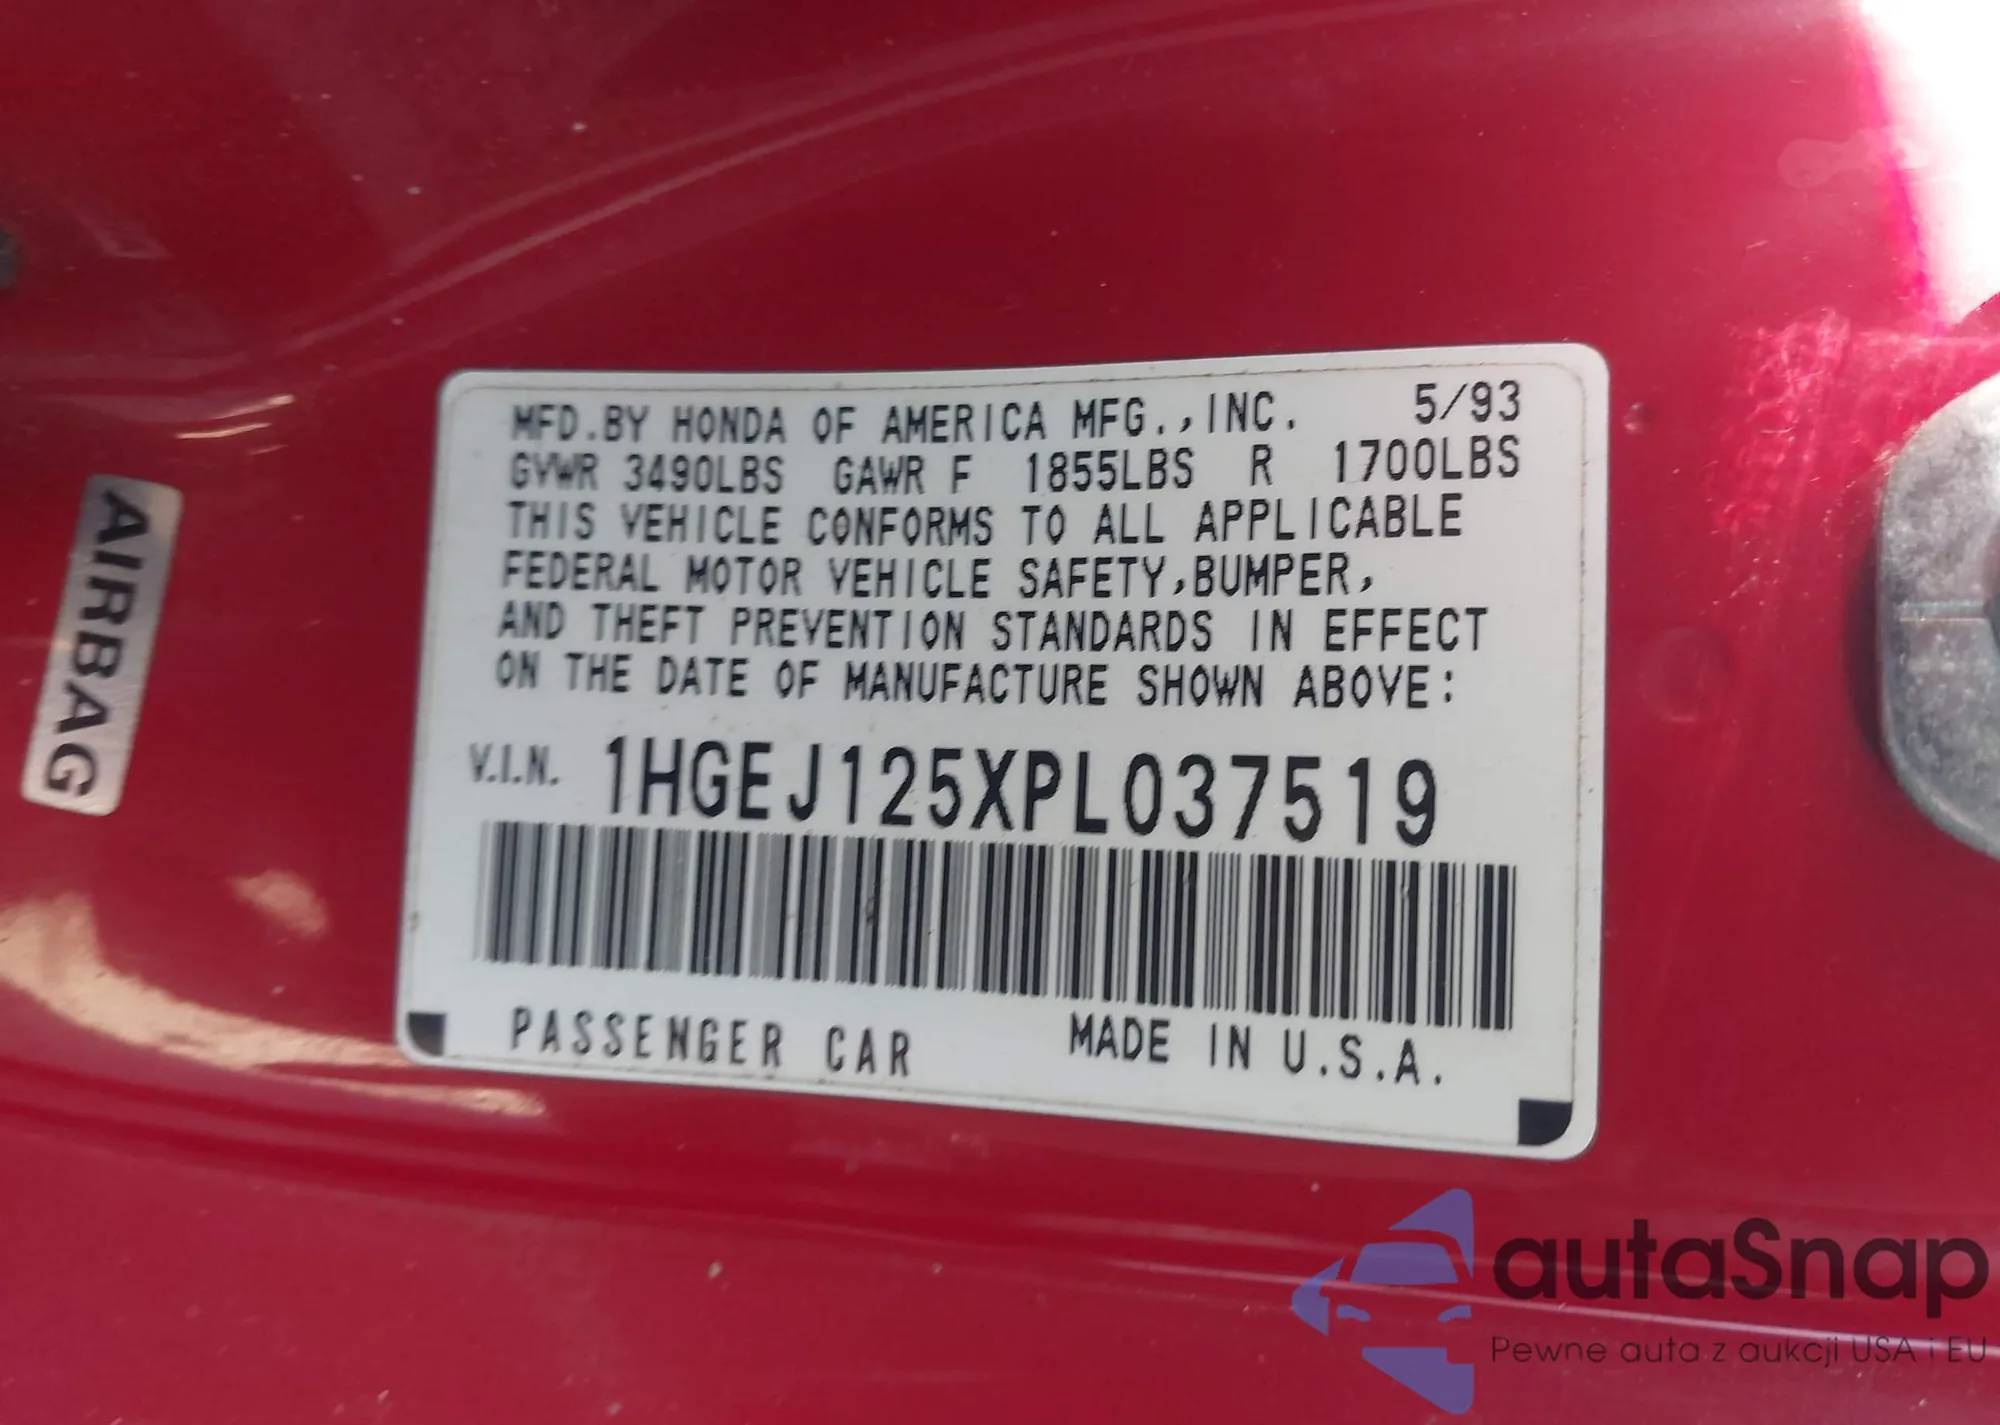 MFD.BY HONDA OF AMERICA MFG.,INC. 5/93
GVWR 3490LBS GAWR F 1855LBS R 1700LBS
THIS VEHICLE CONFORMS TO ALL APPLICABLE
FEDERAL MOTOR VEHICLE SAFETY,BUMPER,
AND THEFT PREVENTION STANDARDS IN EFFECT
ON THE DATE OF MANUFACTURE SHOWN ABOVE:
V.I.N. 1HGEJ125XPL037519
PASSENGER CAR MADE IN U.S.A.
AIRBAG
autaSnap
Pewne auta z aukcji USA i EU